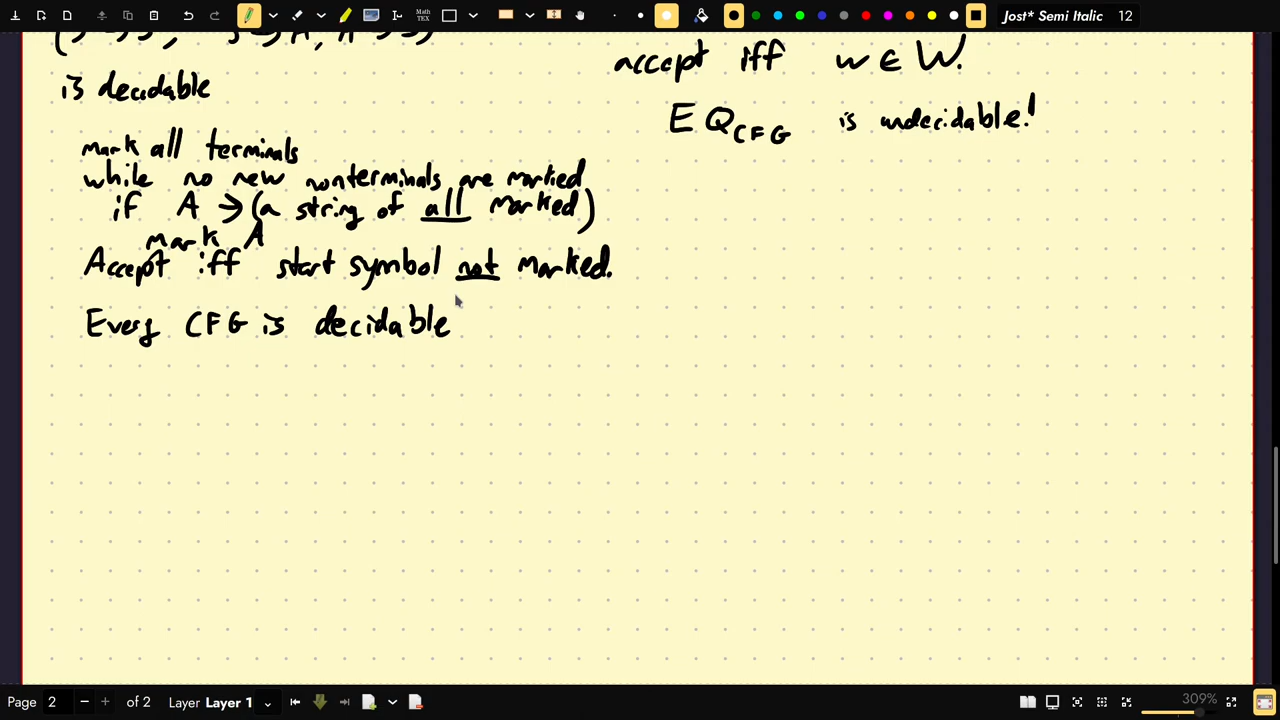 Math
TEX
Jost* Semi Italic 12
is decidable
mark all terminals
while no new nonterminals are marked
if A → (a string of all marked)
mark A
Accept iff start symbol not marked.
Every CFG is decidable
accept iff w ∈ W.
EQ_CFG is undecidable!
Page 2 of 2 Layer Layer 1
309%